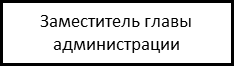 Заместитель главы
администрации